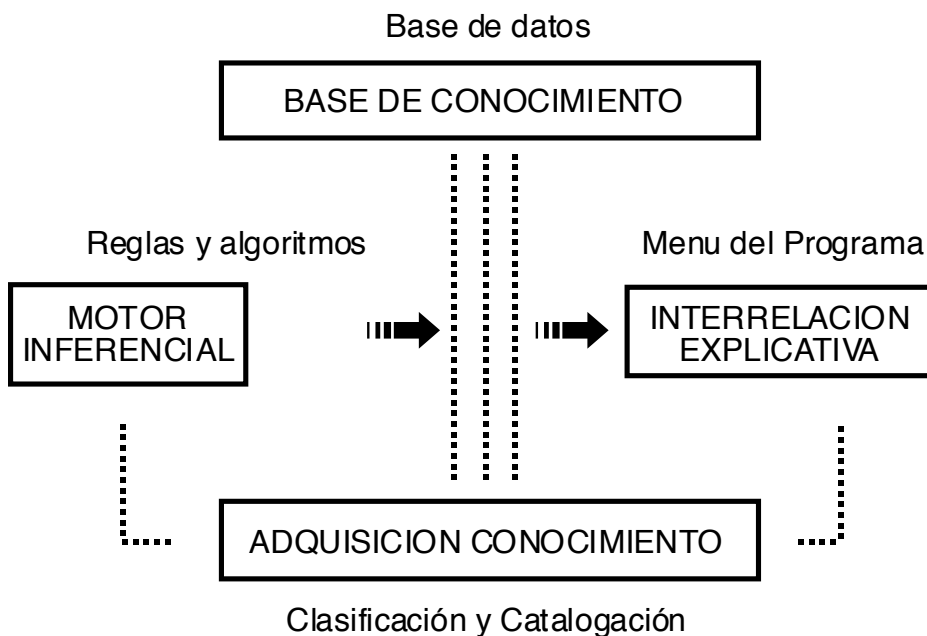 Base de datos
BASE DE CONOCIMIENTO
Reglas y algoritmos
MOTOR
INFERENCIAL
Menu del Programa
INTERRELACION
EXPLICATIVA
ADQUISICION CONOCIMIENTO
Clasificación y Catalogación